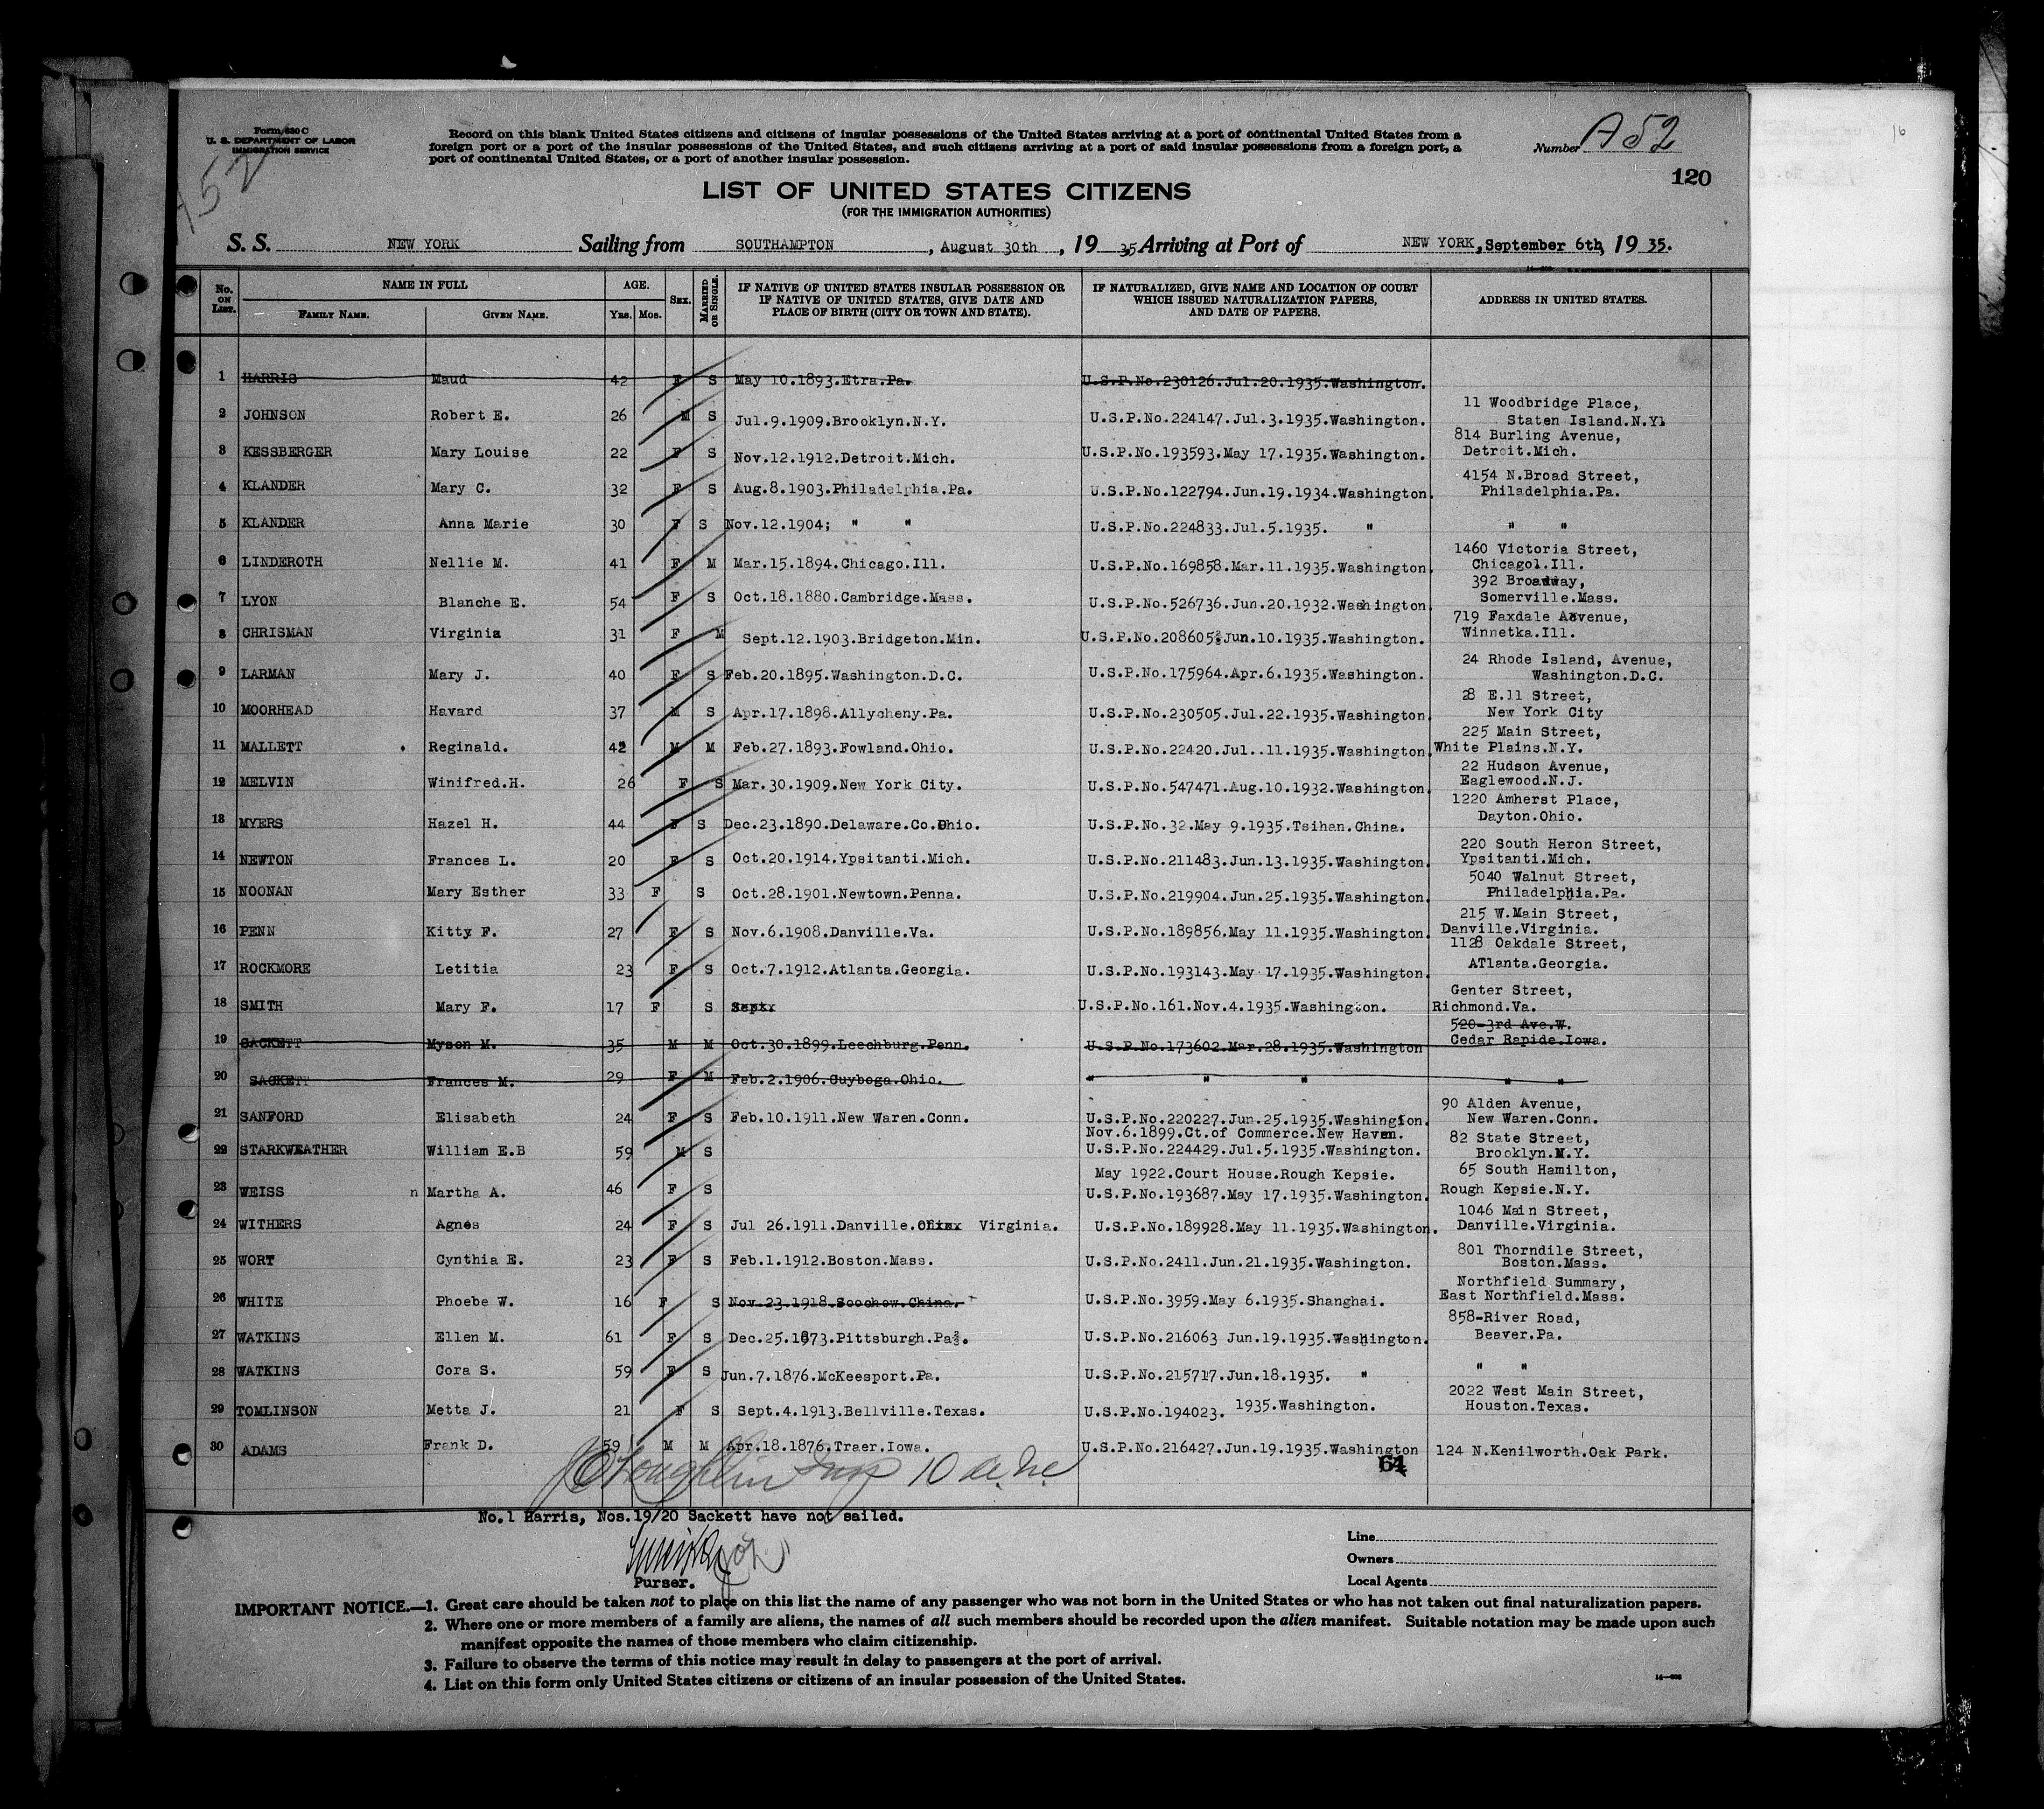 Form 630 C
U. S. DEPARTMENT OF LABOR
IMMIGRATION SERVICE
Record on this blank United States citizens and citizens of insular possessions of the United States arriving at a port of continental United States from a
foreign port or a port of the insular possessions of the United States, and such citizens arriving at a port of said insular possessions from a foreign port, a
port of continental United States, or a port of another insular possession.
Number A 52
120
LIST OF UNITED STATES CITIZENS
(FOR THE IMMIGRATION AUTHORITIES)
S. S. NEW YORK Sailing from SOUTHAMPTON, August 30th, 19 35, Arriving at Port of NEW YORK, September 6th, 19 35.
No. ON LIST. NAME IN FULL FAMILY NAME. GIVEN NAME. AGE. Yrs. Mos. SEX. MARRIED OR SINGLE. IF NATIVE OF UNITED STATES INSULAR POSSESSION OR IF NATIVE OF UNITED STATES, GIVE DATE AND PLACE OF BIRTH (CITY OR TOWN AND STATE). IF NATURALIZED, GIVE NAME AND LOCATION OF COURT WHICH ISSUED NATURALIZATION PAPERS, AND DATE OF PAPERS. ADDRESS IN UNITED STATES.
1 HARRIS Maud 42 F S May 10.1893.Etra.Pa. U.S.P.No.230126.Jul.20.1935.Washington.
2 JOHNSON Robert E. 26 M S Jul.9.1909.Brooklyn.N.Y. U.S.P.No.224147.Jul.3.1935.Washington. 11 Woodbridge Place, Staten Island.N.Yl
3 KESSBERGER Mary Louise 22 F S Nov.12.1912.Detroit.Mich. U.S.P.No.193593.May 17.1935.Washington. 814 Burling Avenue, Detroit.Mich.
4 KLANDER Mary C. 32 F S Aug.8.1903.Philadelphia.Pa. U.S.P.No.122794.Jun.19.1934.Washington. 4154 N.Broad Street, Philadelphia.Pa.
5 KLANDER Anna Marie 30 F S Nov.12.1904; " " U.S.P.No.224833.Jul.5.1935. " " "
6 LINDEROTH Nellie M. 41 F M Mar.15.1894.Chicago.Ill. U.S.P.No.169858.Mar.11.1935.Washington. 1460 Victoria Street, Chicagol.Ill.
7 LYON Blanche E. 54 F S Oct.18.1880.Cambridge.Mass. U.S.P.No.526736.Jun.20.1932.Washington. 392 Broadway, Somerville.Mass.
8 CHRISMAN Virginia 31 F M Sept.12.1903.Bridgeton.Min. U.S.P.No.208605.Jun.10.1935.Washington. 719 Faxdale Avenue, Winnetka.Ill.
9 LARMAN Mary J. 40 F S Feb.20.1895.Washington.D.C. U.S.P.No.175964.Apr.6.1935.Washington. 24 Rhode Island, Avenue, Washington.D.C.
10 MOORHEAD Havard 37 M S Apr.17.1898.Allycheny.Pa. U.S.P.No.230505.Jul.22.1935.Washington. 28 E.11 Street, New York City
11 MALLETT Reginald. 42 M M Feb.27.1893.Fowland.Ohio. U.S.P.No.22420.Jul..11.1935.Washington. 225 Main Street, White Plains.N.Y.
12 MELVIN Winifred.H. 26 F S Mar.30.1909.New York City. U.S.P.No.547471.Aug.10.1932.Washington. 22 Hudson Avenue, Eaglewood.N.J.
13 MYERS Hazel H. 44 F S Dec.23.1890.Delaware.Co.Ohio. U.S.P.No.32.May 9.1935.Tsihan.China. 1220 Amherst Place, Dayton.Ohio.
14 NEWTON Frances L. 20 F S Oct.20.1914.Ypsitanti.Mich. U.S.P.No.211483.Jun.13.1935.Washington. 220 South Heron Street, Ypsitanti.Mich.
15 NOONAN Mary Esther 33 F S Oct.28.1901.Newtown.Penna. U.S.P.No.219904.Jun.25.1935.Washington. 5040 Walnut Street, Philadelphia.Pa.
16 PENN Kitty F. 27 F S Nov.6.1908.Danville.Va. U.S.P.No.189856.May 11.1935.Washington. 215 W.Main Street, Danville.Virginia.
17 ROCKMORE Letitia 23 F S Oct.7.1912.Atlanta.Georgia. U.S.P.No.193143.May 17.1935.Washington. 1128 Oakdale Street, ATlanta.Georgia.
18 SMITH Mary F. 17 F S Septx U.S.P.No.161.Nov.4.1935.Washington. Genter Street, Richmond.Va.
19 SACKETT Myson M. 35 M M Oct.30.1899.Leechburg.Penn. U.S.P.No.173602.Mar.28.1935.Washington 520-3rd Ave.W. Cedar Rapids.Iowa.
20 SACKETT Frances M. 29 F M Feb.2.1906.Cuyboga.Ohio. " " " " "
21 SANFORD Elisabeth 24 F S Feb.10.1911.New Waren.Conn. U.S.P.No.220227.Jun.25.1935.Washington. 90 Alden Avenue, New Waren.Conn.
22 STARKWEATHER William E.B 59 M S Nov.6.1899.Ct.of Commerce.New Haven. U.S.P.No.224429.Jul.5.1935.Washington. 82 State Street, Brooklyn.N.Y.
23 WEISS n Martha A. 46 F S May 1922.Court House.Rough Kepsie. U.S.P.No.193687.May 17.1935.Washington. 65 South Hamilton, Rough Kepsie.N.Y.
24 WITHERS Agnes 24 F S Jul 26.1911.Danville. Virginia. U.S.P.No.189928.May 11.1935.Washington. 1046 Main Street, Danville.Virginia.
25 WORT Cynthia E. 23 F S Feb.1.1912.Boston.Mass. U.S.P.No.2411.Jun.21.1935.Washington. 801 Thorndile Street, Boston.Mass.
26 WHITE Phoebe W. 16 F S Nov.23.1918.Soochow.China. U.S.P.No.3959.May 6.1935.Shanghai. Northfield Summary, East Northfield.Mass.
27 WATKINS Ellen M. 61 F S Dec.25.1873.Pittsburgh.Pa. U.S.P.No.216063 Jun.19.1935.Washington. 858-River Road, Beaver.Pa.
28 WATKINS Cora S. 59 F S Jun.7.1876.McKeesport.Pa. U.S.P.No.215717.Jun.18.1935. " " "
29 TOMLINSON Metta J. 21 F S Sept.4.1913.Bellville.Texas. U.S.P.No.194023. 1935.Washington. 2022 West Main Street, Houston.Texas.
30 ADAMS Frank D. 59 M M Apr.18.1876.Traer.Iowa. U.S.P.No.216427.Jun.19.1935.Washington 124 N.Kenilworth.Oak Park.
64
No.1 Harris, Nos.19/20 Sackett have not sailed.
Purser.
Line
Owners
Local Agents
IMPORTANT NOTICE.—1. Great care should be taken not to place on this list the name of any passenger who was not born in the United States or who has not taken out final naturalization papers.
2. Where one or more members of a family are aliens, the names of all such members should be recorded upon the alien manifest. Suitable notation may be made upon such
manifest opposite the names of those members who claim citizenship.
3. Failure to observe the terms of this notice may result in delay to passengers at the port of arrival.
4. List on this form only United States citizens or citizens of an insular possession of the United States.